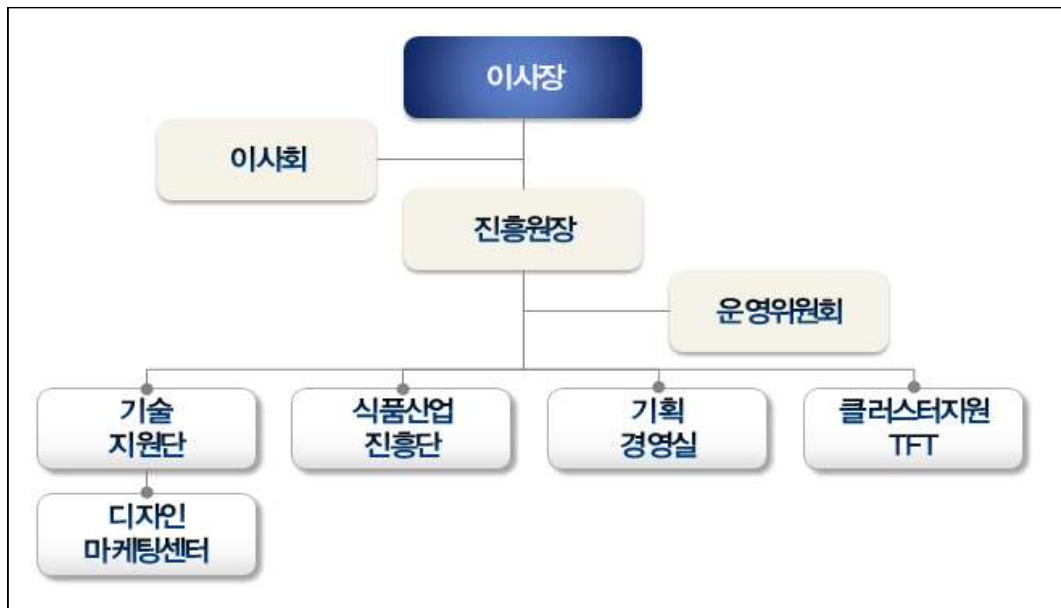 이사장
이사회
진흥원장
운영위원회
기술
지원단
식품산업
진흥단
기획
경영실
클러스터지원
TFT
디자인
마케팅센터